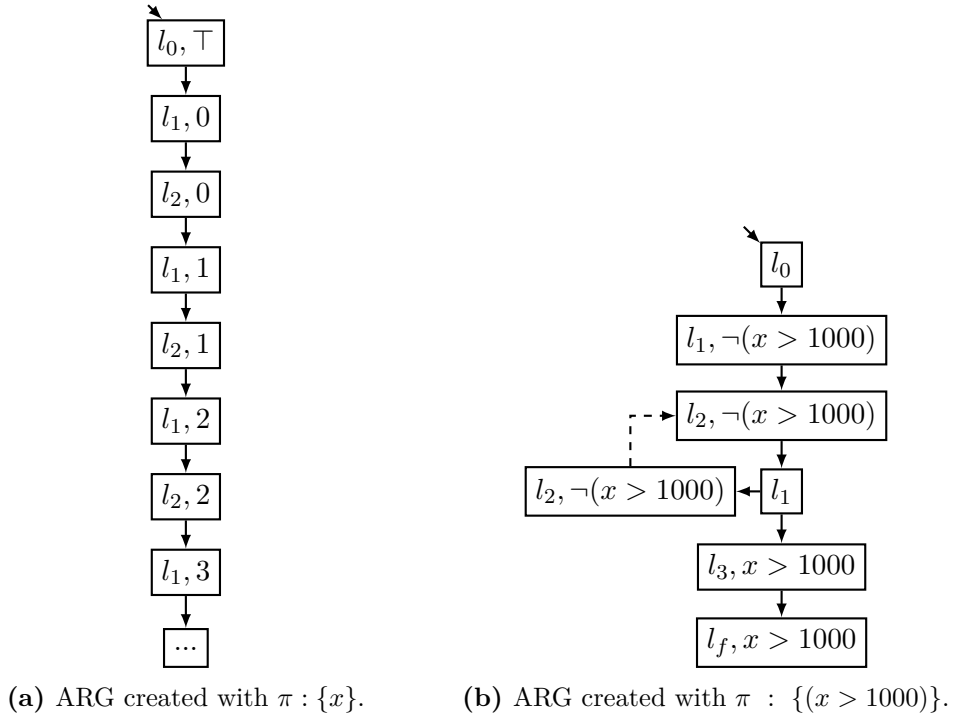 l₀, ⊤
l₁, 0
l₂, 0
l₁, 1
l₂, 1
l₁, 2
l₂, 2
l₁, 3
...
(a) ARG created with π : {x}.
l₀
l₁, ¬(x > 1000)
l₂, ¬(x > 1000)
l₂, ¬(x > 1000)
l₁
l₃, x > 1000
l_f, x > 1000
(b) ARG created with π : {(x > 1000)}.